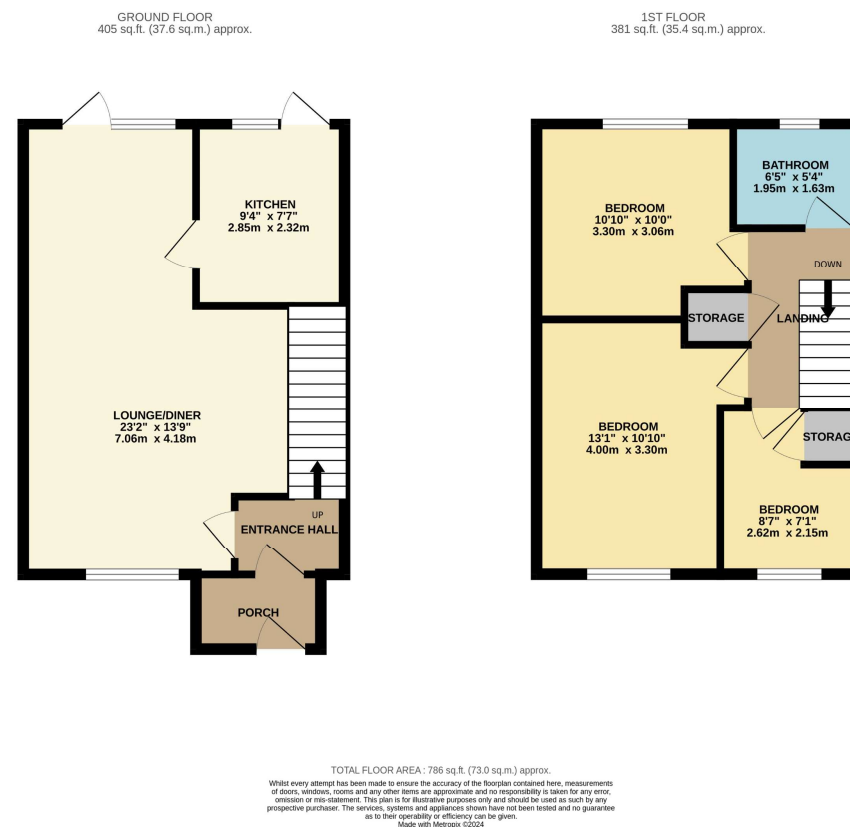 GROUND FLOOR
405 sq.ft. (37.6 sq.m.) approx.
KITCHEN
9'4" x 7'7"
2.85m x 2.32m
LOUNGE/DINER
23'2" x 13'9"
7.06m x 4.18m
UP
ENTRANCE HALL
PORCH
1ST FLOOR
381 sq.ft. (35.4 sq.m.) approx.
BATHROOM
6'5" x 5'4"
1.95m x 1.63m
BEDROOM
10'10" x 10'0"
3.30m x 3.06m
DOWN
STORAGE
LANDING
BEDROOM
13'1" x 10'10"
4.00m x 3.30m
STORAG
BEDROOM
8'7" x 7'1"
2.62m x 2.15m
TOTAL FLOOR AREA : 786 sq.ft. (73.0 sq.m.) approx.
Whilst every attempt has been made to ensure the accuracy of the floorplan contained here, measurements
of doors, windows, rooms and any other items are approximate and no responsibility is taken for any error,
omission or mis-statement. This plan is for illustrative purposes only and should be used as such by any
prospective purchaser. The services, systems and appliances shown have not been tested and no guarantee
as to their operability or efficiency can be given.
Made with Metropix ©2024